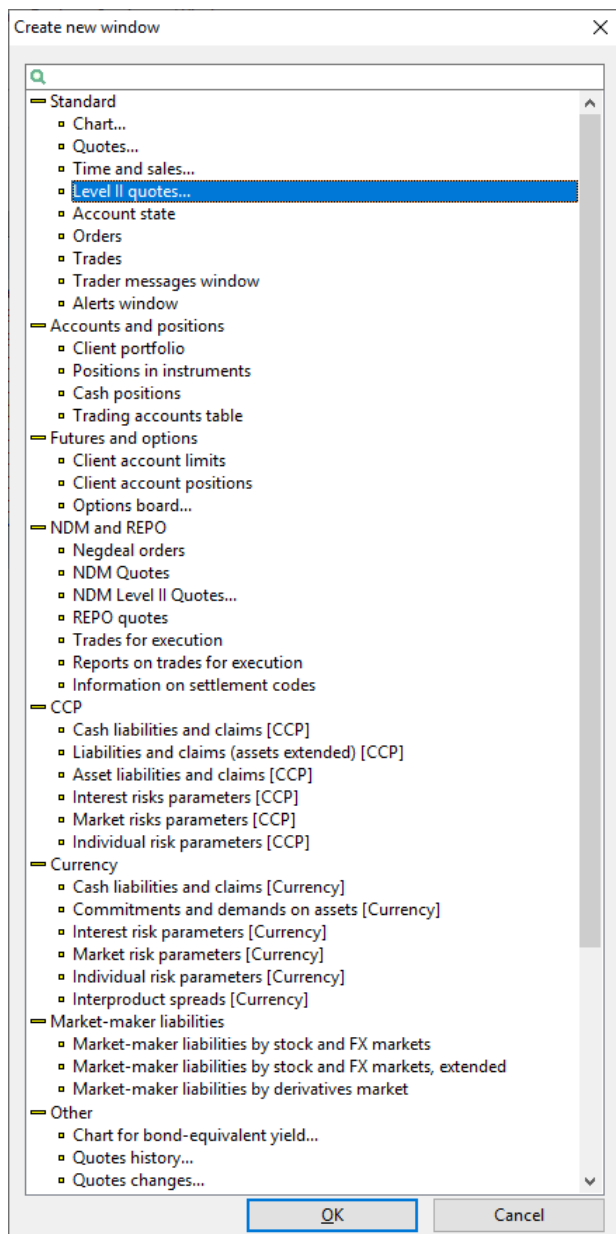 Create new window
Standard
Chart...
Quotes...
Time and sales...
Level II quotes...
Account state
Orders
Trades
Trader messages window
Alerts window
Accounts and positions
Client portfolio
Positions in instruments
Cash positions
Trading accounts table
Futures and options
Client account limits
Client account positions
Options board...
NDM and REPO
Negdeal orders
NDM Quotes
NDM Level II Quotes...
REPO quotes
Trades for execution
Reports on trades for execution
Information on settlement codes
CCP
Cash liabilities and claims [CCP]
Liabilities and claims (assets extended) [CCP]
Asset liabilities and claims [CCP]
Interest risks parameters [CCP]
Market risks parameters [CCP]
Individual risk parameters [CCP]
Currency
Cash liabilities and claims [Currency]
Commitments and demands on assets [Currency]
Interest risk parameters [Currency]
Market risk parameters [Currency]
Individual risk parameters [Currency]
Interproduct spreads [Currency]
Market-maker liabilities
Market-maker liabilities by stock and FX markets
Market-maker liabilities by stock and FX markets, extended
Market-maker liabilities by derivatives market
Other
Chart for bond-equivalent yield...
Quotes history...
Quotes changes...
OK Cancel